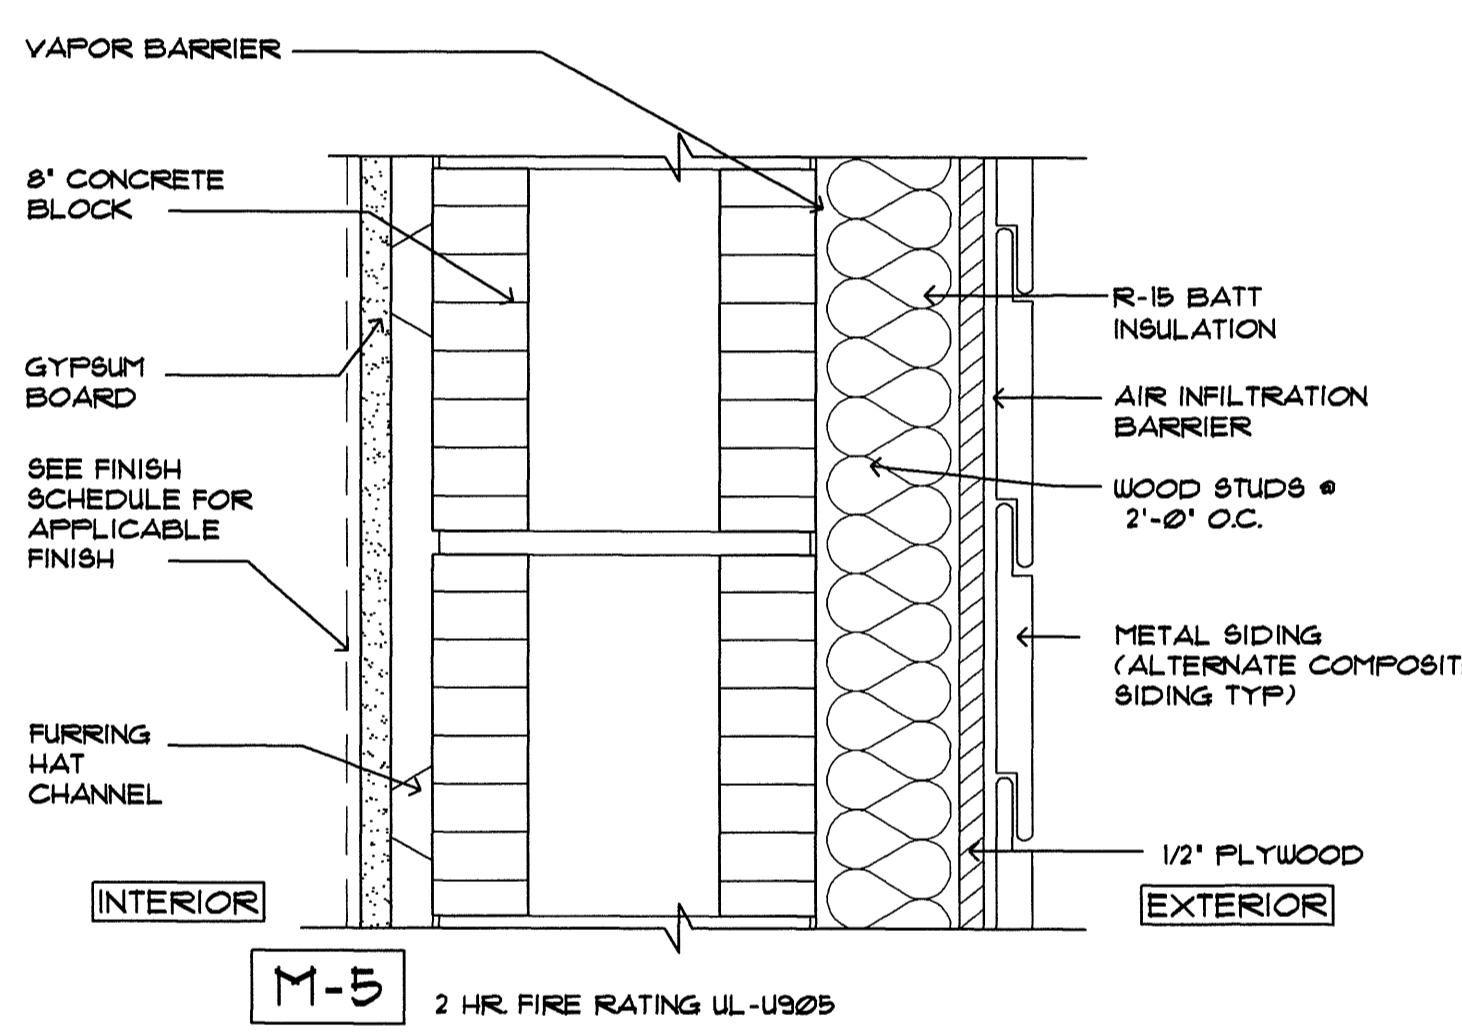 VAPOR BARRIER
8" CONCRETE
BLOCK
GYPSUM
BOARD
SEE FINISH
SCHEDULE FOR
APPLICABLE
FINISH
FURRING
HAT
CHANNEL
INTERIOR
R-15 BATT
INSULATION
AIR INFILTRATION
BARRIER
WOOD STUDS @
2'-0" O.C.
METAL SIDING
(ALTERNATE COMPOSIT
SIDING TYP)
1/2" PLYWOOD
EXTERIOR
M-5
2 HR. FIRE RATING UL-U905